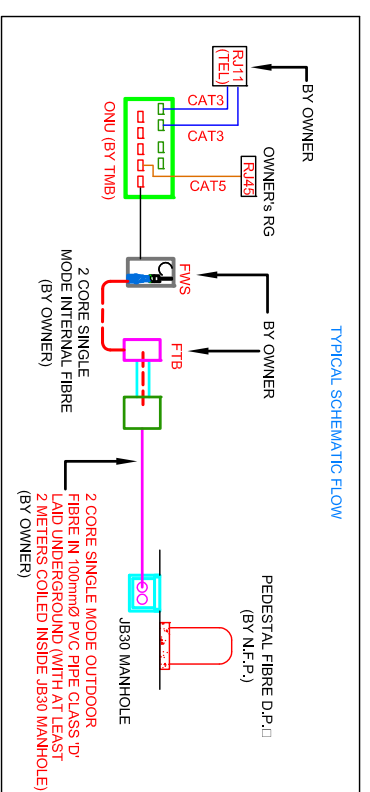 TYPICAL SCHEMATIC FLOW
RJ11
(TEL)
BY OWNER
CAT3
CAT3
ONU (BY TMB)
OWNER's RG
RJ45
CAT5
FWS
BY OWNER
2 CORE SINGLE
MODE INTERNAL FIBRE
(BY OWNER)
FTB
PEDESTAL FIBRE D.P.□
(BY N.F.P.)
JB30 MANHOLE
2 CORE SINGLE MODE OUTDOOR
FIBRE IN 100mmØ PVC PIPE CLASS 'D'
LAID UNDERGROUND (WITH AT LEAST
2 METERS COILED INSIDE JB30 MANHOLE)
(BY OWNER)